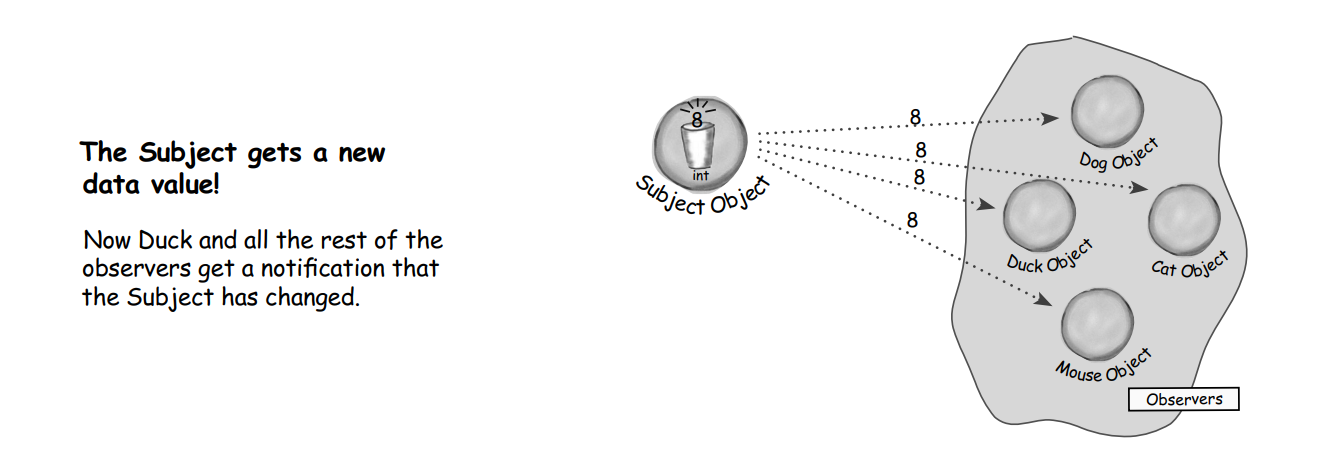 The Subject gets a new
data value!
Now Duck and all the rest of the
observers get a notification that
the Subject has changed.
8
int
Subject Object
8
8
8
8
Dog Object
Duck Object
Cat Object
Mouse Object
Observers